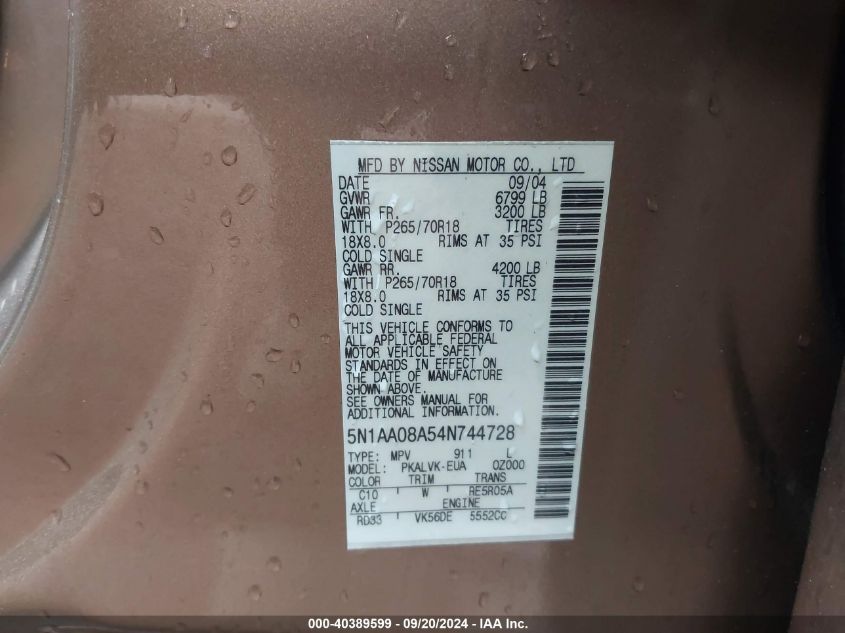 MFD BY NISSAN MOTOR CO., LTD
DATE 09/04
GVWR 6799 LB
GAWR FR. 3200 LB
WITH P265/70R18 TIRES
18X8.0 RIMS AT 35 PSI
COLD SINGLE
GAWR RR. 4200 LB
WITH P265/70R18 TIRES
18X8.0 RIMS AT 35 PSI
COLD SINGLE
THIS VEHICLE CONFORMS TO
ALL APPLICABLE FEDERAL
MOTOR VEHICLE SAFETY
STANDARDS IN EFFECT ON
THE DATE OF MANUFACTURE
SHOWN ABOVE.
SEE OWNERS MANUAL FOR
ADDITIONAL INFORMATION
5N1AA08A54N744728
TYPE: MPV 911 L
MODEL: PKALVK-EUA 0Z000
COLOR TRIM TRANS
C10 W RE5R05A
AXLE ENGINE
RD33 VK56DE 5552CC
000-40389599 - 09/20/2024 - IAA Inc.